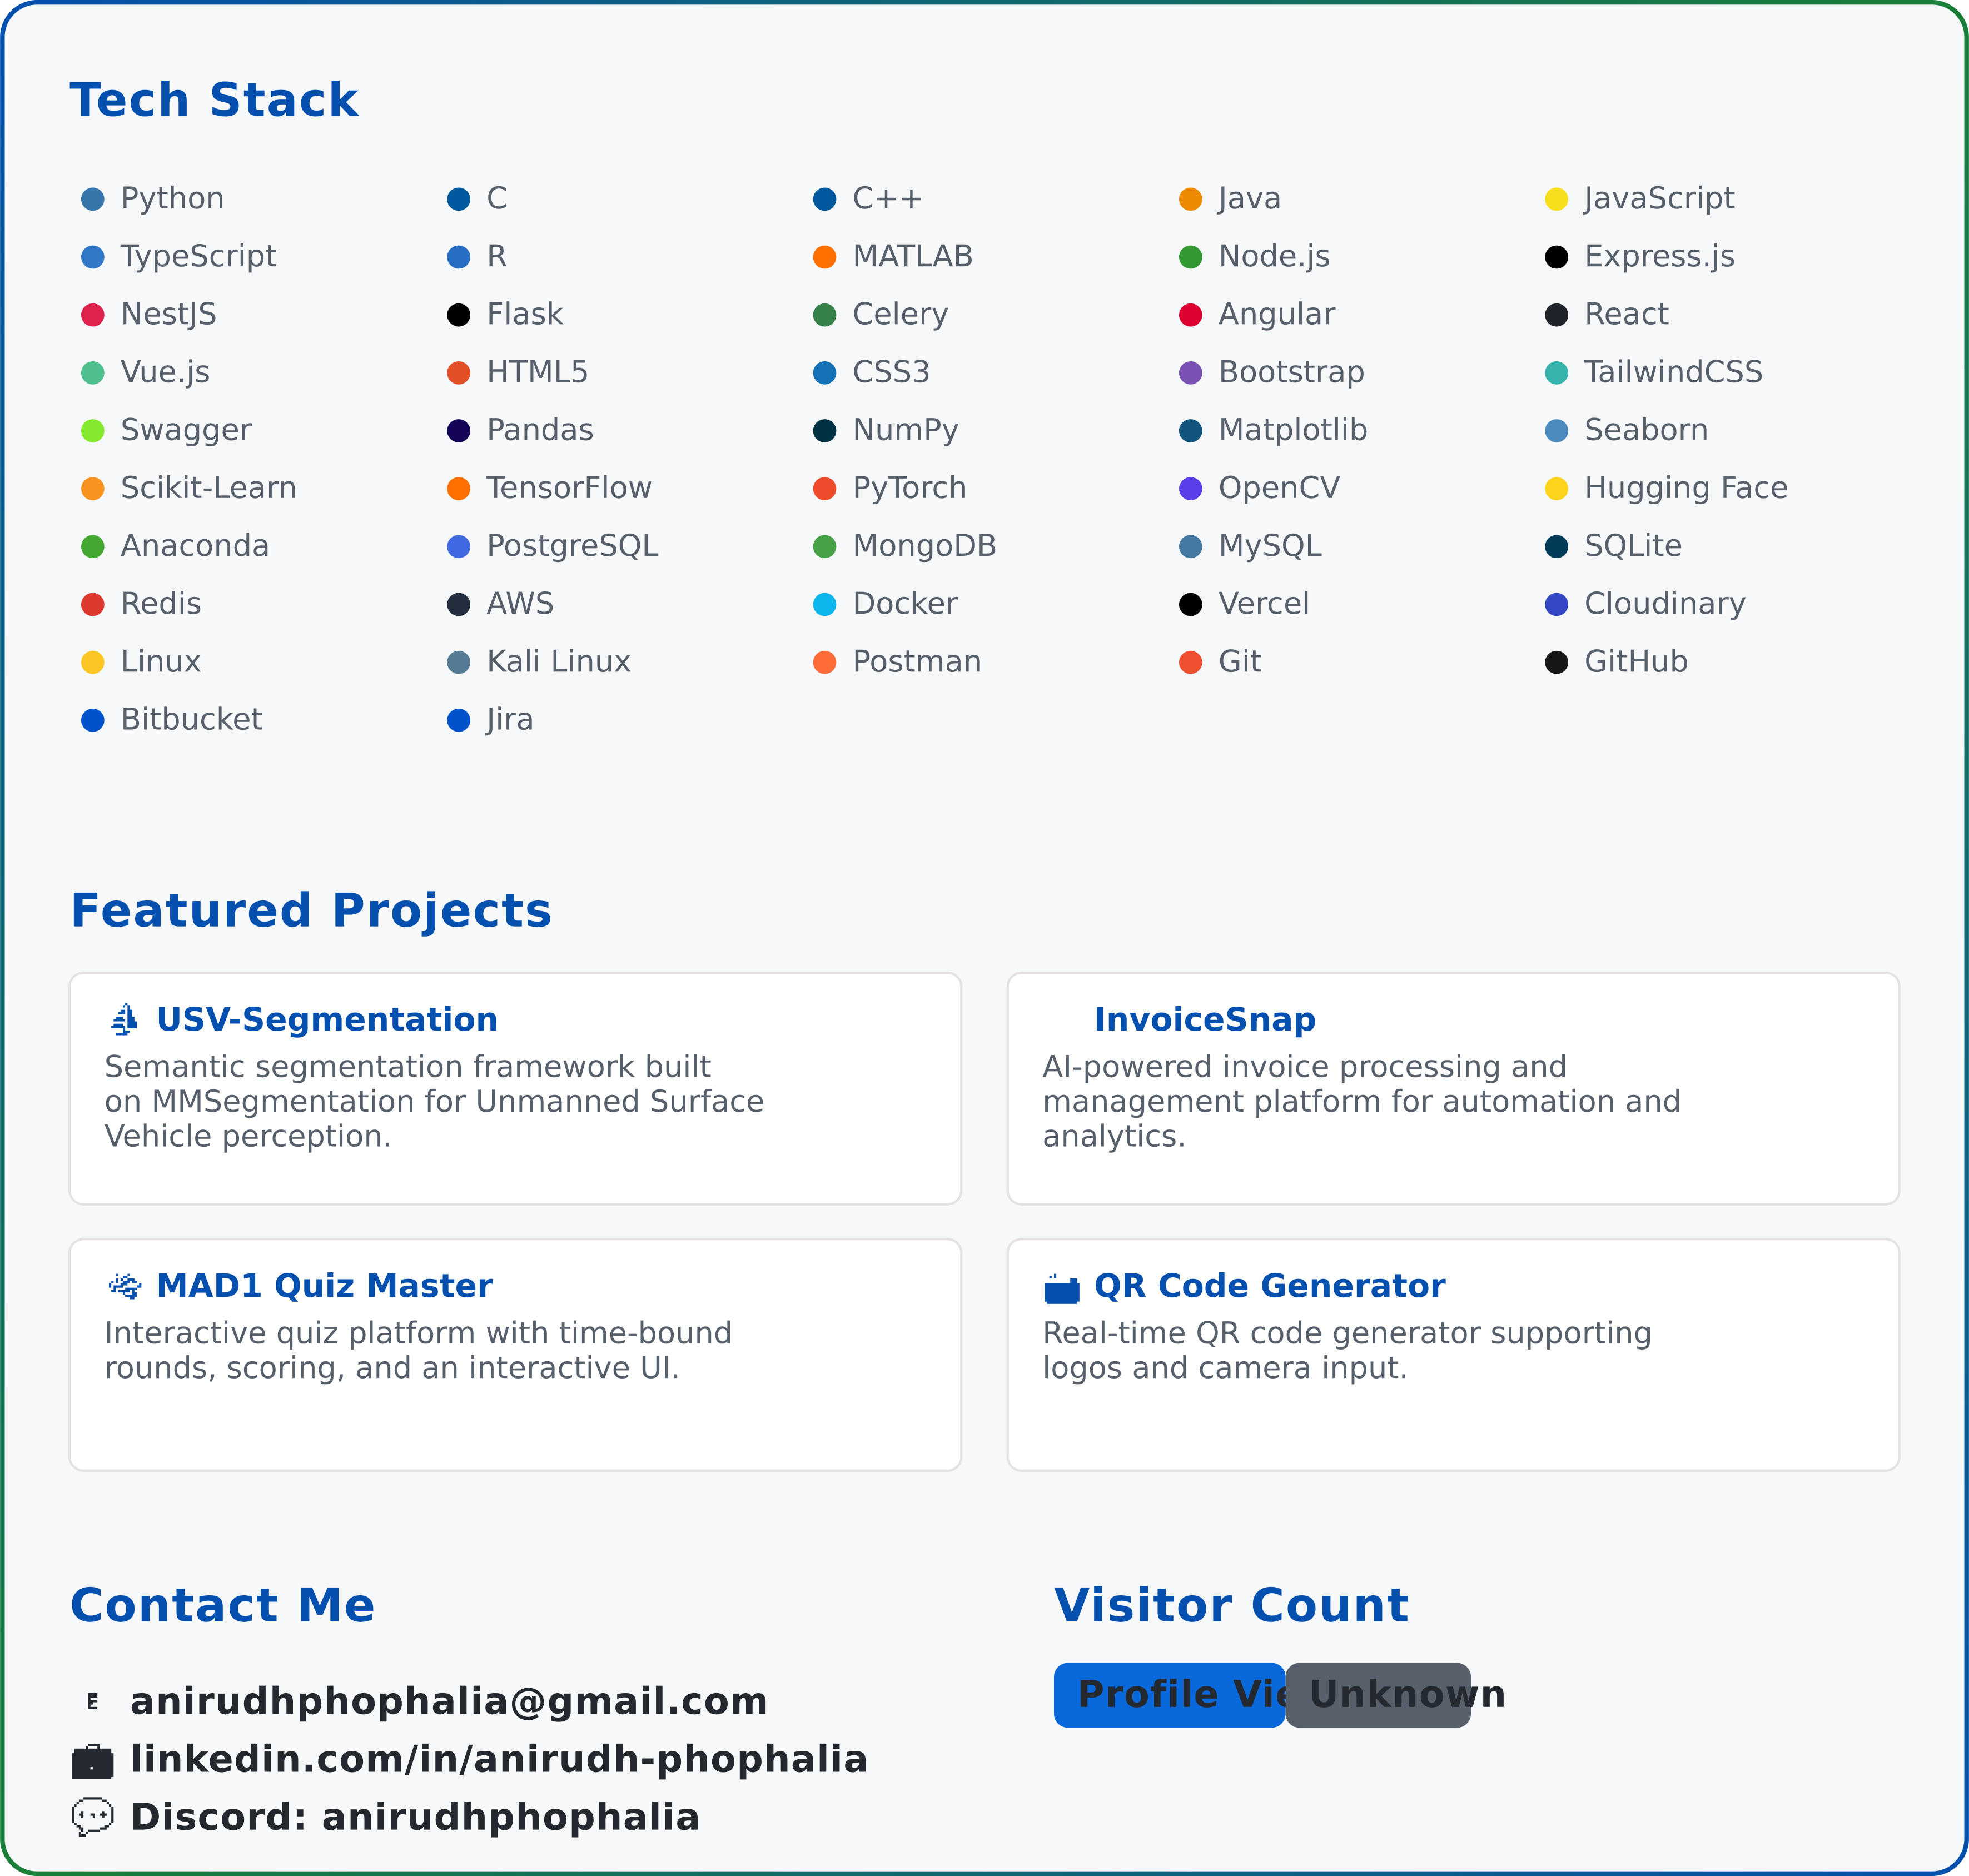 Tech Stack
Python C C++ Java JavaScript
TypeScript R MATLAB Node.js Express.js
NestJS Flask Celery Angular React
Vue.js HTML5 CSS3 Bootstrap TailwindCSS
Swagger Pandas NumPy Matplotlib Seaborn
Scikit-Learn TensorFlow PyTorch OpenCV Hugging Face
Anaconda PostgreSQL MongoDB MySQL SQLite
Redis AWS Docker Vercel Cloudinary
Linux Kali Linux Postman Git GitHub
Bitbucket Jira
Featured Projects
USV-Segmentation
Semantic segmentation framework built
on MMSegmentation for Unmanned Surface
Vehicle perception.
InvoiceSnap
AI-powered invoice processing and
management platform for automation and
analytics.
MAD1 Quiz Master
Interactive quiz platform with time-bound
rounds, scoring, and an interactive UI.
QR Code Generator
Real-time QR code generator supporting
logos and camera input.
Contact Me
anirudhphophalia@gmail.com
linkedin.com/in/anirudh-phophalia
Discord: anirudhphophalia
Visitor Count
Profile Unknown